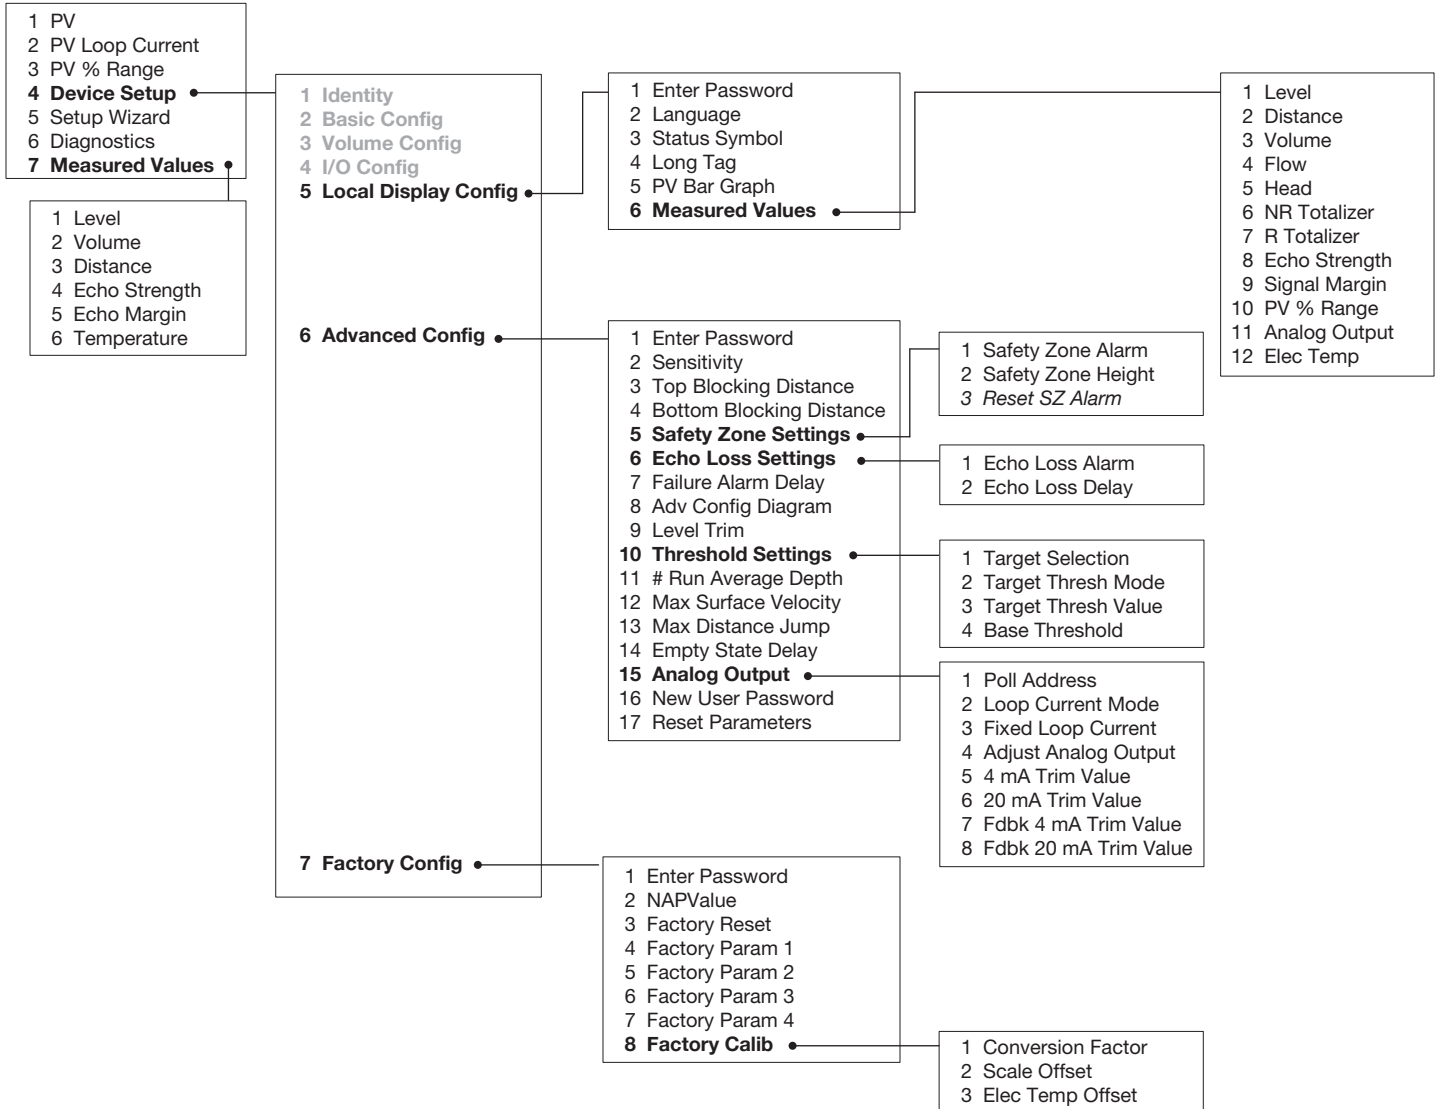 1 PV
2 PV Loop Current
3 PV % Range
4 Device Setup
5 Setup Wizard
6 Diagnostics
7 Measured Values
1 Level
2 Volume
3 Distance
4 Echo Strength
5 Echo Margin
6 Temperature
1 Identity
2 Basic Config
3 Volume Config
4 I/O Config
5 Local Display Config
6 Advanced Config
7 Factory Config
1 Enter Password
2 Language
3 Status Symbol
4 Long Tag
5 PV Bar Graph
6 Measured Values
1 Level
2 Distance
3 Volume
4 Flow
5 Head
6 NR Totalizer
7 R Totalizer
8 Echo Strength
9 Signal Margin
10 PV % Range
11 Analog Output
12 Elec Temp
1 Enter Password
2 Sensitivity
3 Top Blocking Distance
4 Bottom Blocking Distance
5 Safety Zone Settings
6 Echo Loss Settings
7 Failure Alarm Delay
8 Adv Config Diagram
9 Level Trim
10 Threshold Settings
11 # Run Average Depth
12 Max Surface Velocity
13 Max Distance Jump
14 Empty State Delay
15 Analog Output
16 New User Password
17 Reset Parameters
1 Safety Zone Alarm
2 Safety Zone Height
3 Reset SZ Alarm
1 Echo Loss Alarm
2 Echo Loss Delay
1 Target Selection
2 Target Thresh Mode
3 Target Thresh Value
4 Base Threshold
1 Poll Address
2 Loop Current Mode
3 Fixed Loop Current
4 Adjust Analog Output
5 4 mA Trim Value
6 20 mA Trim Value
7 Fdbk 4 mA Trim Value
8 Fdbk 20 mA Trim Value
1 Enter Password
2 NAPValue
3 Factory Reset
4 Factory Param 1
5 Factory Param 2
6 Factory Param 3
7 Factory Param 4
8 Factory Calib
1 Conversion Factor
2 Scale Offset
3 Elec Temp Offset